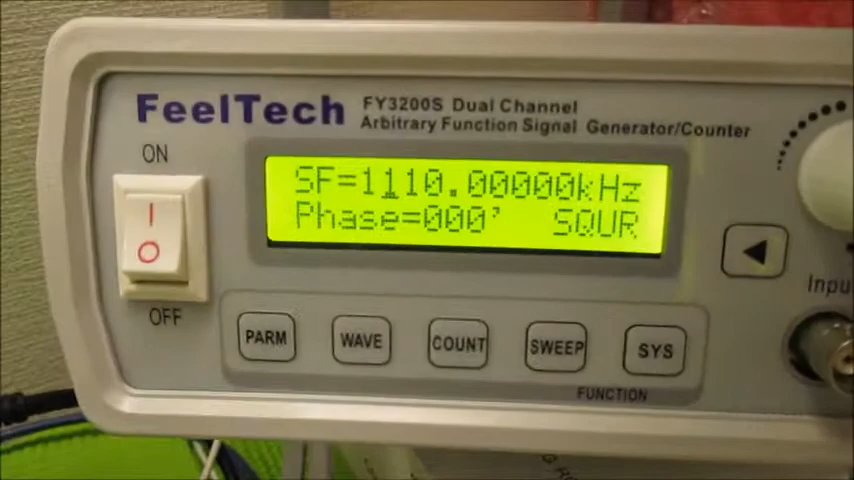 FeelTech
FY3200S Dual Channel
Arbitrary Function Signal Generator/Counter
ON
SF=1110.00000kHz
Phase=000' SQUR
OFF
PARM
WAVE
COUNT
SWEEP
SYS
FUNCTION
Inpu